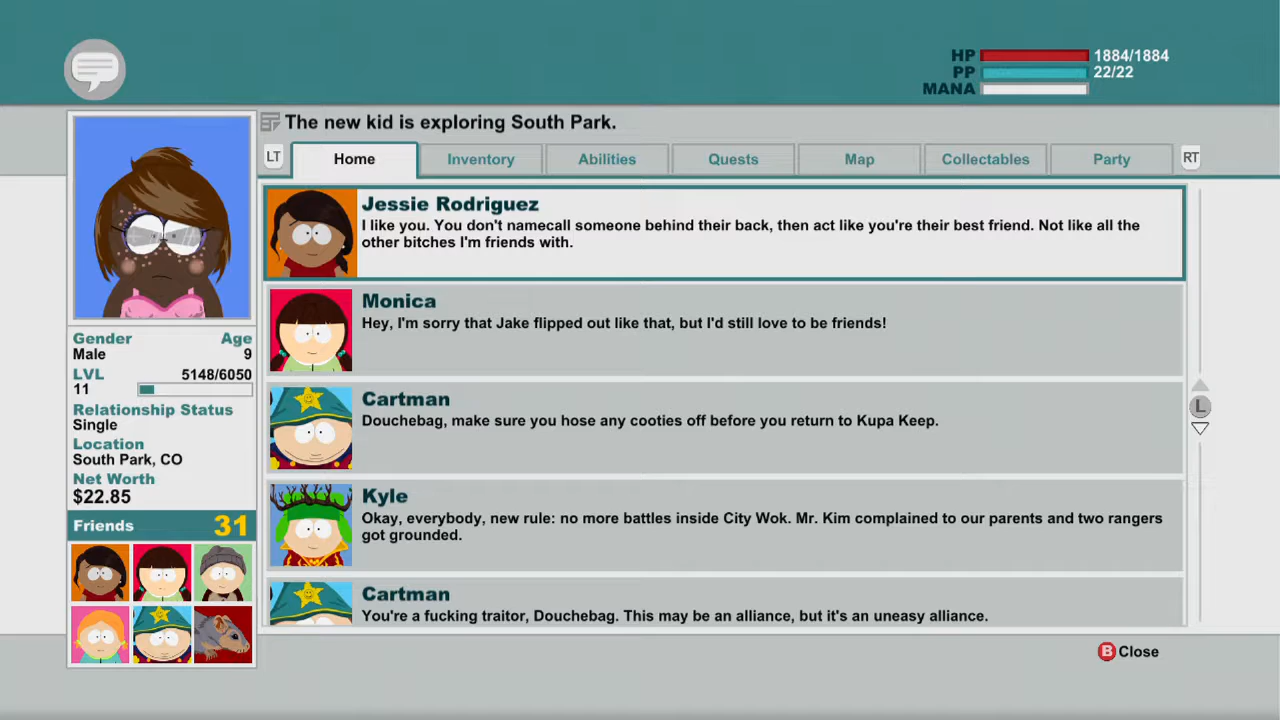 HP 1884/1884
PP 22/22
MANA
The new kid is exploring South Park.
LT Home Inventory Abilities Quests Map Collectables Party RT
Gender Age
Male 9
LVL 5148/6050
11
Relationship Status
Single
Location
South Park, CO
Net Worth
$22.85
Friends 31
Jessie Rodriguez
I like you. You don't namecall someone behind their back, then act like you're their best friend. Not like all the
other bitches I'm friends with.
Monica
Hey, I'm sorry that Jake flipped out like that, but I'd still love to be friends!
Cartman
Douchebag, make sure you hose any cooties off before you return to Kupa Keep.
Kyle
Okay, everybody, new rule: no more battles inside City Wok. Mr. Kim complained to our parents and two rangers
got grounded.
Cartman
You're a fucking traitor, Douchebag. This may be an alliance, but it's an uneasy alliance.
L
B Close